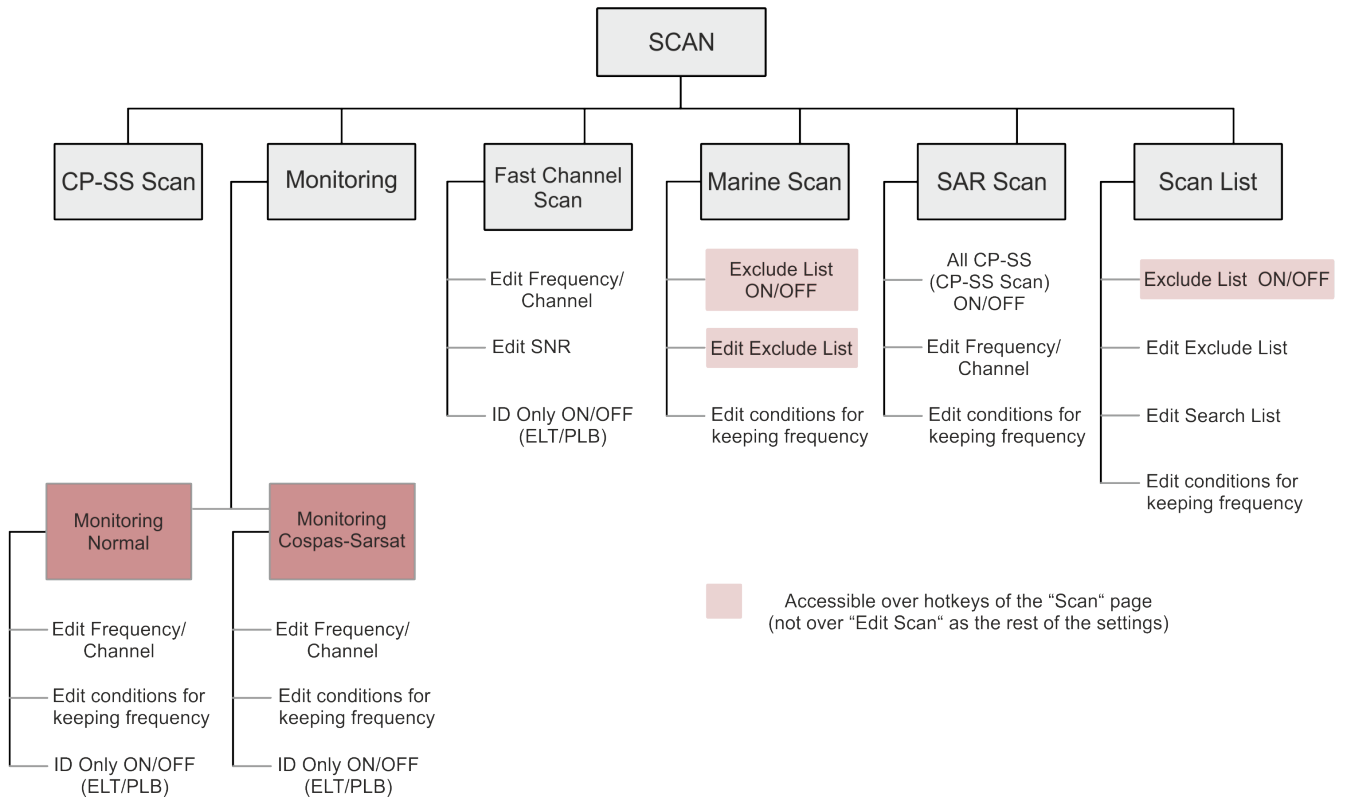 SCAN
CP-SS Scan
Monitoring
Fast Channel
Scan
Marine Scan
SAR Scan
Scan List
Edit Frequency/
Channel
Edit SNR
ID Only ON/OFF
(ELT/PLB)
Exclude List
ON/OFF
Edit Exclude List
Edit conditions for
keeping frequency
All CP-SS
(CP-SS Scan)
ON/OFF
Edit Frequency/
Channel
Edit conditions for
keeping frequency
Exclude List  ON/OFF
Edit Exclude List
Edit Search List
Edit conditions for
keeping frequency
Monitoring
Normal
Edit Frequency/
Channel
Edit conditions for
keeping frequency
ID Only ON/OFF
(ELT/PLB)
Monitoring
Cospas-Sarsat
Edit Frequency/
Channel
Edit conditions for
keeping frequency
ID Only ON/OFF
(ELT/PLB)
Accessible over hotkeys of the “Scan“ page
(not over “Edit Scan“ as the rest of the settings)